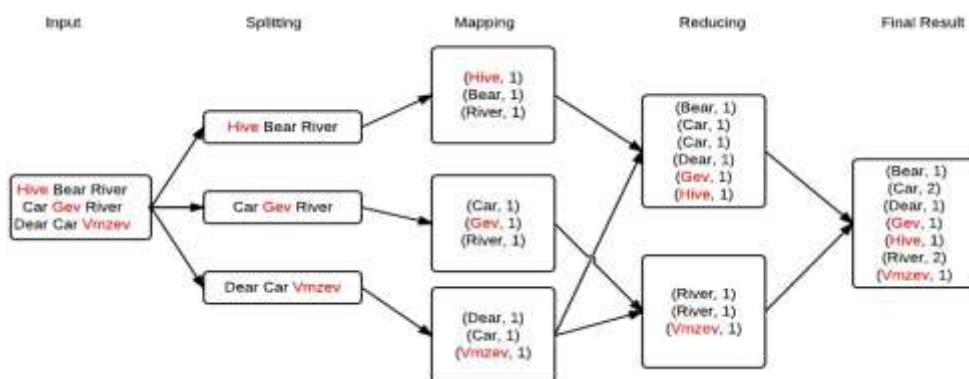 Input
Splitting
Mapping
Reducing
Final Result
Hive Bear River
Car Gev River
Dear Car Vmzev
Hive Bear River
Car Gev River
Dear Car Vmzev
(Hive, 1)
(Bear, 1)
(River, 1)
(Car, 1)
(Gev, 1)
(River, 1)
(Dear, 1)
(Car, 1)
(Vmzev, 1)
(Bear, 1)
(Car, 1)
(Car, 1)
(Dear, 1)
(Gev, 1)
(Hive, 1)
(River, 1)
(River, 1)
(Vmzev, 1)
(Bear, 1)
(Car, 2)
(Dear, 1)
(Gev, 1)
(Hive, 1)
(River, 2)
(Vmzev, 1)